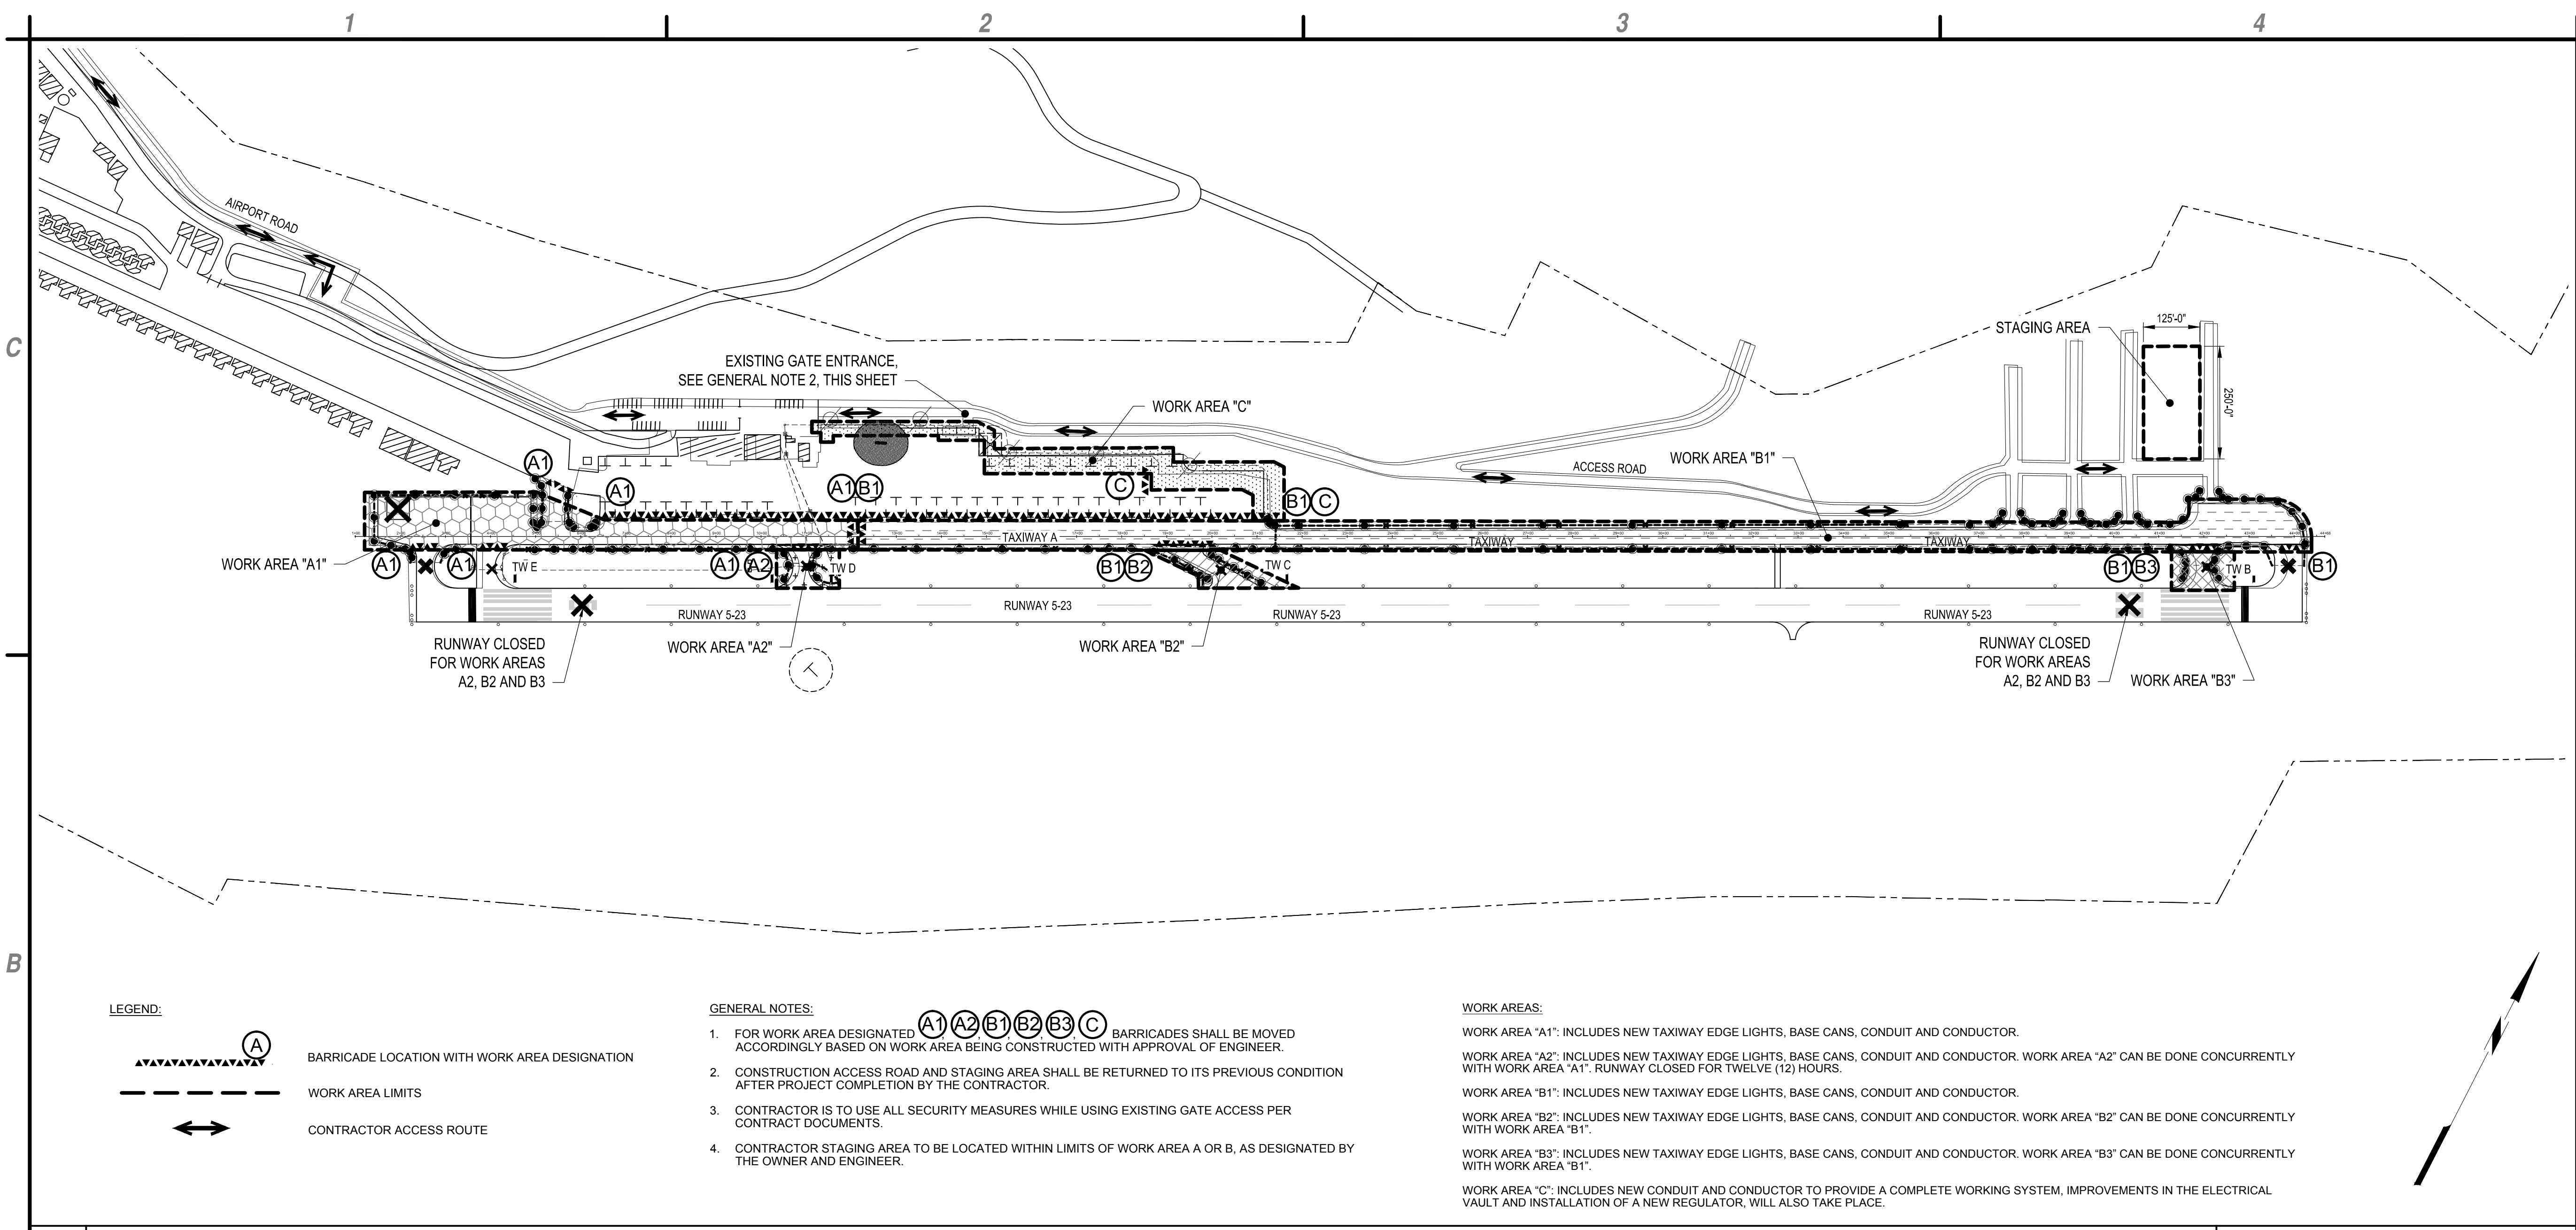 1
2
3
4
C
B
AIRPORT ROAD
EXISTING GATE ENTRANCE,
SEE GENERAL NOTE 2, THIS SHEET
WORK AREA "C"
STAGING AREA
125'-0"
250'-0"
ACCESS ROAD
WORK AREA "B1"
A1
A1
A1 B1
C
B1 C
TAXIWAY A
TAXIWAY
TAXIWAY
WORK AREA "A1"
A1
A1
TW E
A1 A2
TW D
B1 B2
TW C
B1 B3
TW B
B1
RUNWAY 5-23
RUNWAY 5-23
RUNWAY 5-23
RUNWAY 5-23
RUNWAY CLOSED
FOR WORK AREAS
A2, B2 AND B3
WORK AREA "A2"
WORK AREA "B2"
RUNWAY CLOSED
FOR WORK AREAS
A2, B2 AND B3
WORK AREA "B3"
LEGEND:
A
BARRICADE LOCATION WITH WORK AREA DESIGNATION
WORK AREA LIMITS
CONTRACTOR ACCESS ROUTE
GENERAL NOTES:
1. FOR WORK AREA DESIGNATED A1, A2, B1, B2, B3, C BARRICADES SHALL BE MOVED
ACCORDINGLY BASED ON WORK AREA BEING CONSTRUCTED WITH APPROVAL OF ENGINEER.
2. CONSTRUCTION ACCESS ROAD AND STAGING AREA SHALL BE RETURNED TO ITS PREVIOUS CONDITION
AFTER PROJECT COMPLETION BY THE CONTRACTOR.
3. CONTRACTOR IS TO USE ALL SECURITY MEASURES WHILE USING EXISTING GATE ACCESS PER
CONTRACT DOCUMENTS.
4. CONTRACTOR STAGING AREA TO BE LOCATED WITHIN LIMITS OF WORK AREA A OR B, AS DESIGNATED BY
THE OWNER AND ENGINEER.
WORK AREAS:
WORK AREA “A1”: INCLUDES NEW TAXIWAY EDGE LIGHTS, BASE CANS, CONDUIT AND CONDUCTOR.
WORK AREA “A2”: INCLUDES NEW TAXIWAY EDGE LIGHTS, BASE CANS, CONDUIT AND CONDUCTOR. WORK AREA “A2” CAN BE DONE CONCURRENTLY
WITH WORK AREA “A1”. RUNWAY CLOSED FOR TWELVE (12) HOURS.
WORK AREA “B1”: INCLUDES NEW TAXIWAY EDGE LIGHTS, BASE CANS, CONDUIT AND CONDUCTOR.
WORK AREA “B2”: INCLUDES NEW TAXIWAY EDGE LIGHTS, BASE CANS, CONDUIT AND CONDUCTOR. WORK AREA “B2” CAN BE DONE CONCURRENTLY
WITH WORK AREA “B1”.
WORK AREA “B3”: INCLUDES NEW TAXIWAY EDGE LIGHTS, BASE CANS, CONDUIT AND CONDUCTOR. WORK AREA “B3” CAN BE DONE CONCURRENTLY
WITH WORK AREA “B1”.
WORK AREA “C”: INCLUDES NEW CONDUIT AND CONDUCTOR TO PROVIDE A COMPLETE WORKING SYSTEM, IMPROVEMENTS IN THE ELECTRICAL
VAULT AND INSTALLATION OF A NEW REGULATOR, WILL ALSO TAKE PLACE.